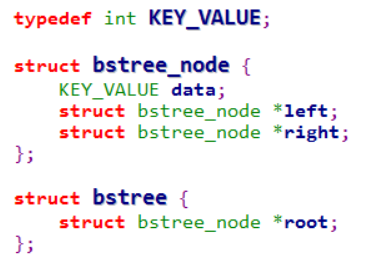 typedef int KEY_VALUE;
struct bstree_node {
    KEY_VALUE data;
    struct bstree_node *left;
    struct bstree_node *right;
};
struct bstree {
    struct bstree_node *root;
};